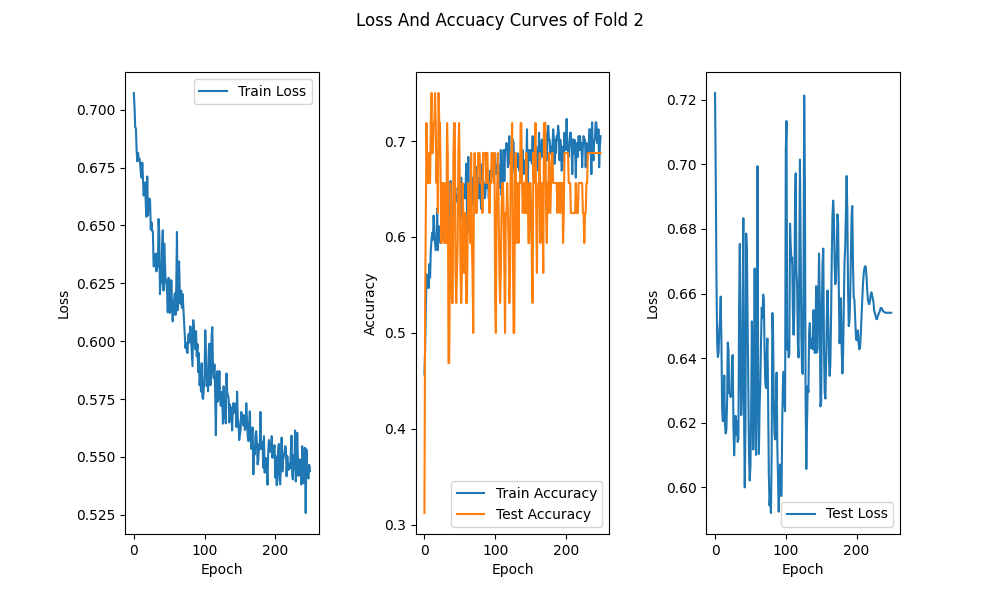 Loss And Accuacy Curves of Fold 2
Loss
0.700
0.675
0.650
0.625
0.600
0.575
0.550
0.525
0
100
200
Epoch
Train Loss
Accuracy
0.7
0.6
0.5
0.4
0.3
0
100
200
Epoch
Train Accuracy
Test Accuracy
Loss
0.72
0.70
0.68
0.66
0.64
0.62
0.60
0
100
200
Epoch
Test Loss